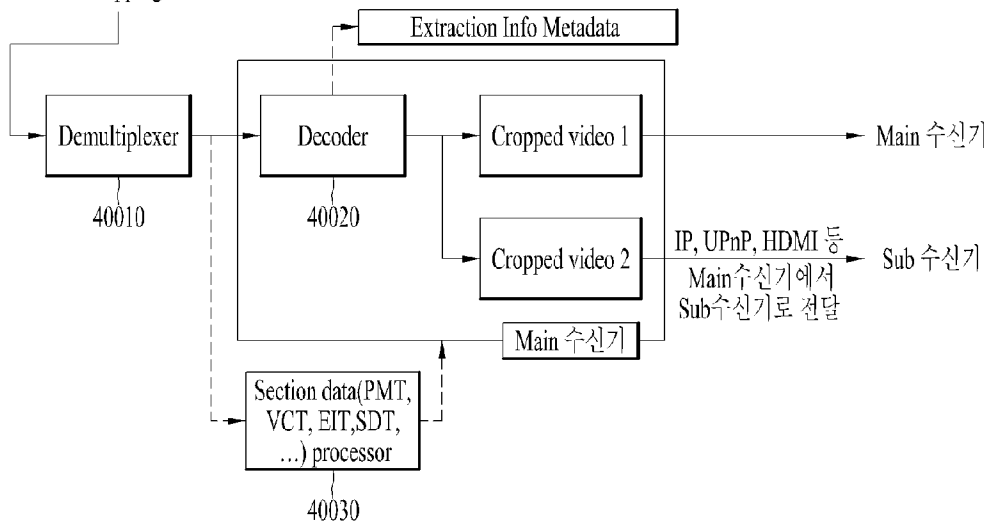 Extraction Info Metadata
Demultiplexer
Decoder
Cropped video 1
Main 수신기
40010
40020
Cropped video 2
IP, UPnP, HDMI 등
Main수신기에서
Sub수신기로 전달
Sub 수신기
Main 수신기
Section data(PMT,
VCT, EIT,SDT,
...) processor
40030